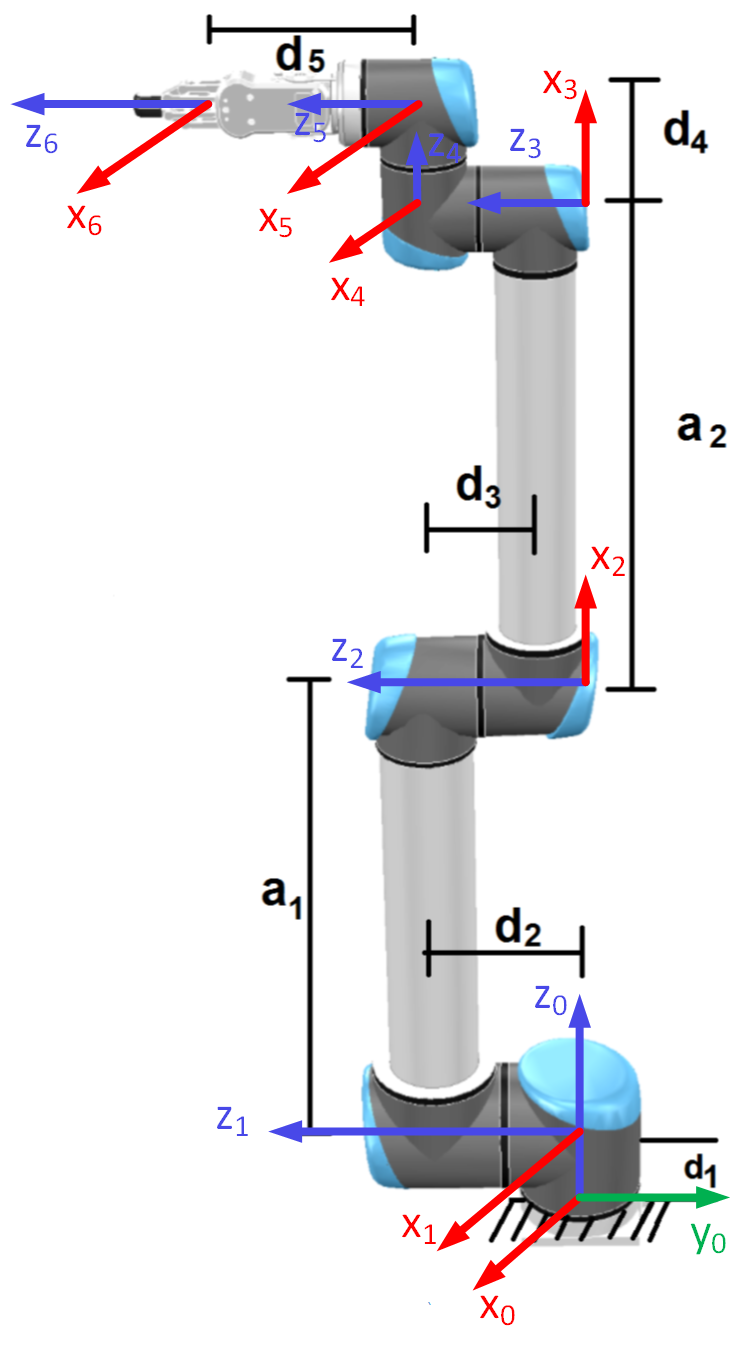 d₅
x₃
z₆
z₅
z₄
z₃
d₄
x₆
x₅
x₄
a₂
d₃
x₂
z₂
a₁
d₂
z₀
z₁
d₁
x₁
y₀
x₀